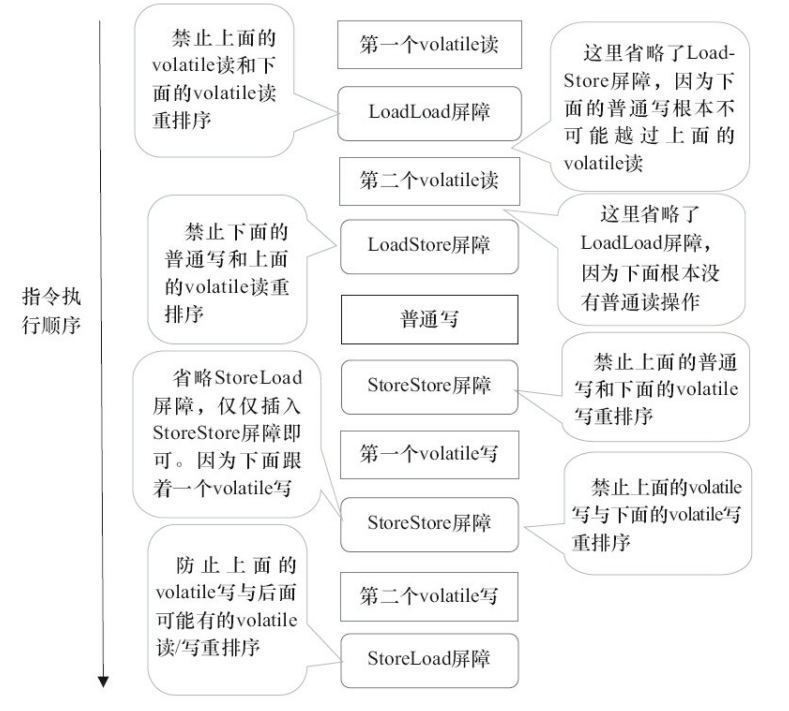 禁止上面的
volatile读和下
面的volatile读
重排序
第一个volatile读
LoadLoad屏障
这里省略了Load-
Store屏障，因为下
面的普通写根本不
可能越过上面的
volatile读
第二个volatile读
禁止下面的
普通写和上面
的volatile读重
排序
LoadStore屏障
这里省略了
LoadLoad屏障，
因为下面根本没
有普通读操作
指令执
行顺序
普通写
省略StoreLoad
屏障，仅仅插入
StoreStore屏障即
可。因为下面跟
着一个volatile写
StoreStore屏障
禁止上面的普通
写和下面的volatile
写重排序
第一个volatile写
StoreStore屏障
禁止上面的volatile
写与下面的volatile写
重排序
防止上面的
volatile写与后面
可能有的volatile
读/写重排序
第二个volatile写
StoreLoad屏障